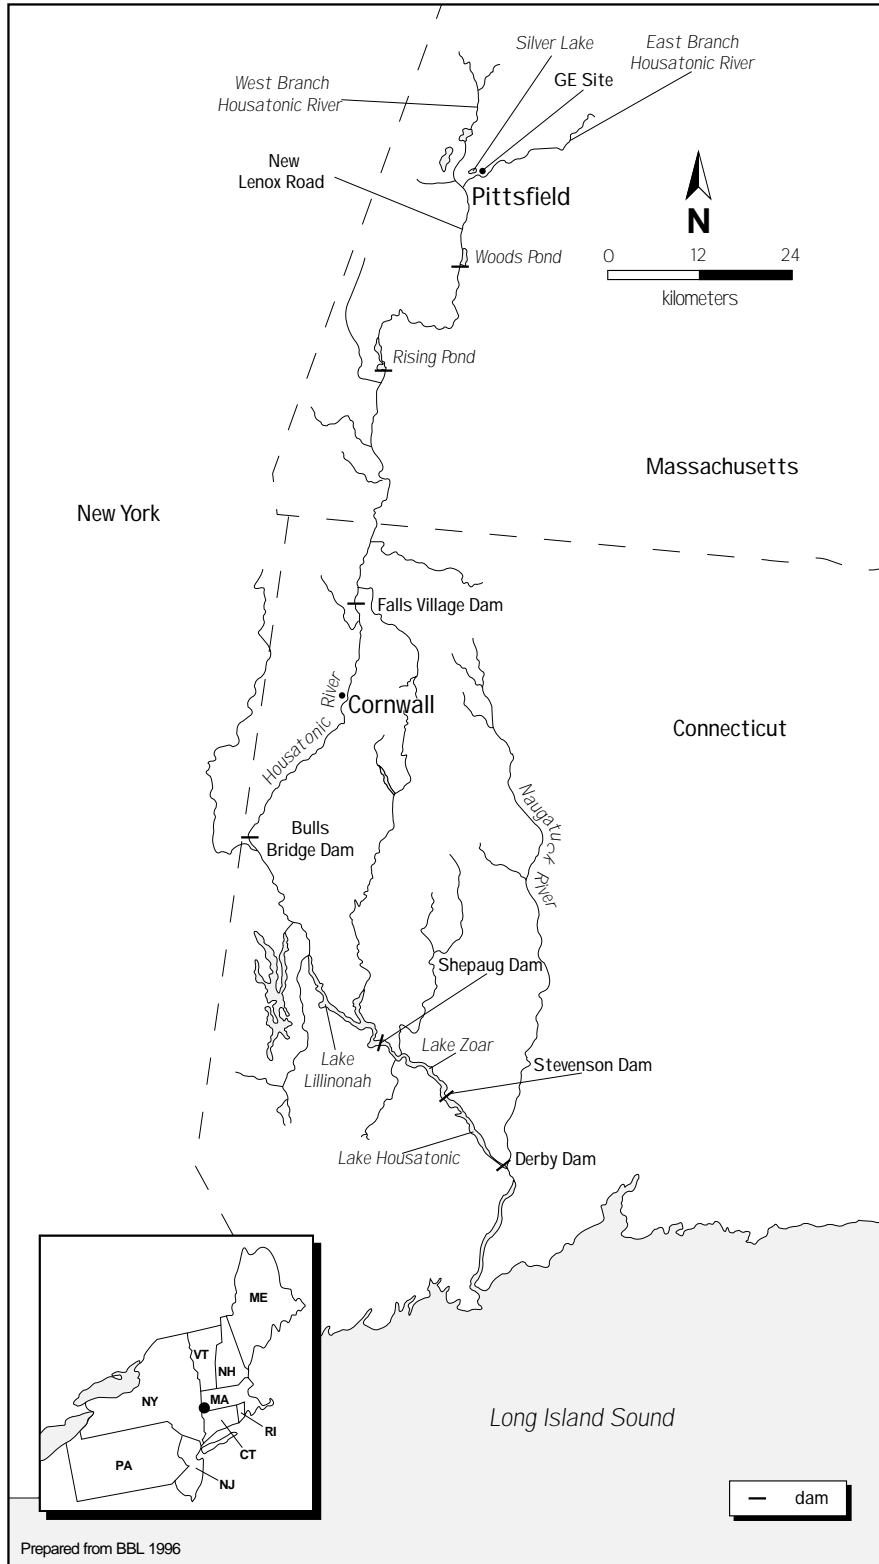 Silver Lake
East Branch
Housatonic River
West Branch
Housatonic River
GE Site
New
Lenox Road
Pittsfield
N
0 12 24
kilometers
Woods Pond
Rising Pond
Massachusetts
New York
Falls Village Dam
Housatonic River
Cornwall
Connecticut
Naugatuck River
Bulls
Bridge Dam
Shepaug Dam
Lake Zoar
Lake
Lillinonah
Stevenson Dam
Lake Housatonic
Derby Dam
ME
VT
NH
NY
MA
RI
CT
PA
NJ
Long Island Sound
dam
Prepared from BBL 1996